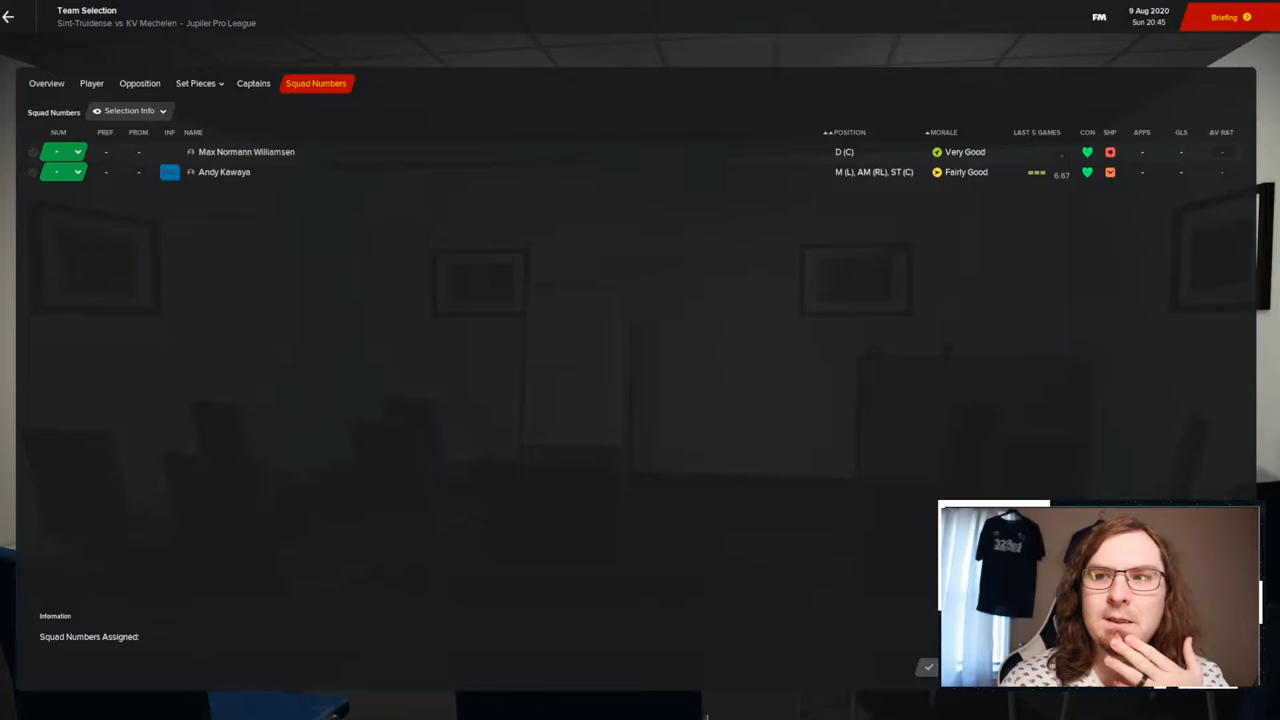 Team Selection
Sint-Truidense vs KV Mechelen - Jupiler Pro League
FM
9 Aug 2020
Sun 20:45
Briefing
Overview Player Opposition Set Pieces Captains Squad Numbers
Squad Numbers Selection Info
NUM PREF. PROM. INF NAME POSITION MORALE LAST 5 GAMES CON SHP APPS GLS AV RAT
- - - Max Normann Williamsen D (C) Very Good - - - -
- - - Andy Kawaya M (L), AM (RL), ST (C) Fairly Good 6.67 - - -
Information
Squad Numbers Assigned: